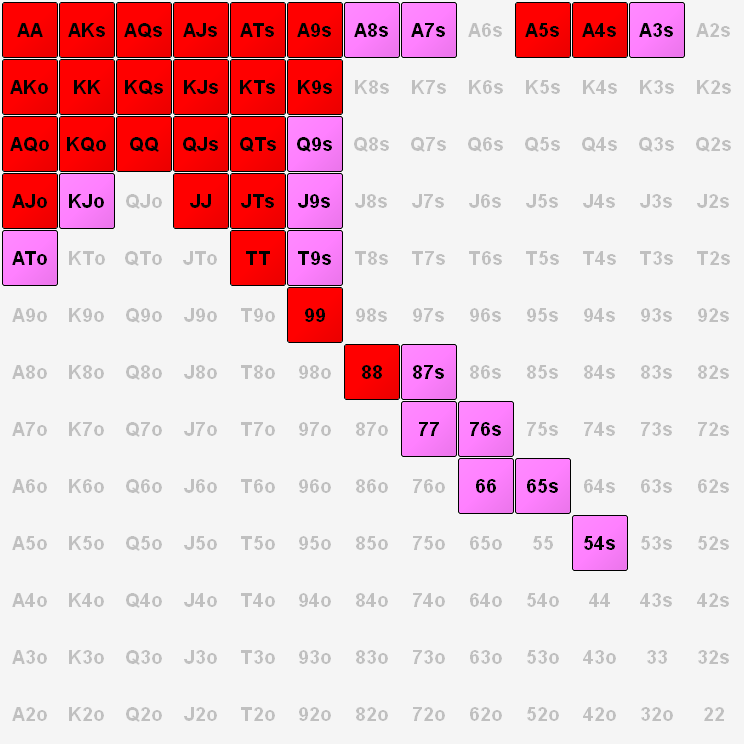 AA AKs AQs AJs ATs A9s A8s A7s A6s A5s A4s A3s A2s
AKo KK KQs KJs KTs K9s K8s K7s K6s K5s K4s K3s K2s
AQo KQo QQ QJs QTs Q9s Q8s Q7s Q6s Q5s Q4s Q3s Q2s
AJo KJo QJo JJ JTs J9s J8s J7s J6s J5s J4s J3s J2s
ATo KTo QTo JTo TT T9s T8s T7s T6s T5s T4s T3s T2s
A9o K9o Q9o J9o T9o 99 98s 97s 96s 95s 94s 93s 92s
A8o K8o Q8o J8o T8o 98o 88 87s 86s 85s 84s 83s 82s
A7o K7o Q7o J7o T7o 97o 87o 77 76s 75s 74s 73s 72s
A6o K6o Q6o J6o T6o 96o 86o 76o 66 65s 64s 63s 62s
A5o K5o Q5o J5o T5o 95o 85o 75o 65o 55 54s 53s 52s
A4o K4o Q4o J4o T4o 94o 84o 74o 64o 54o 44 43s 42s
A3o K3o Q3o J3o T3o 93o 83o 73o 63o 53o 43o 33 32s
A2o K2o Q2o J2o T2o 92o 82o 72o 62o 52o 42o 32o 22